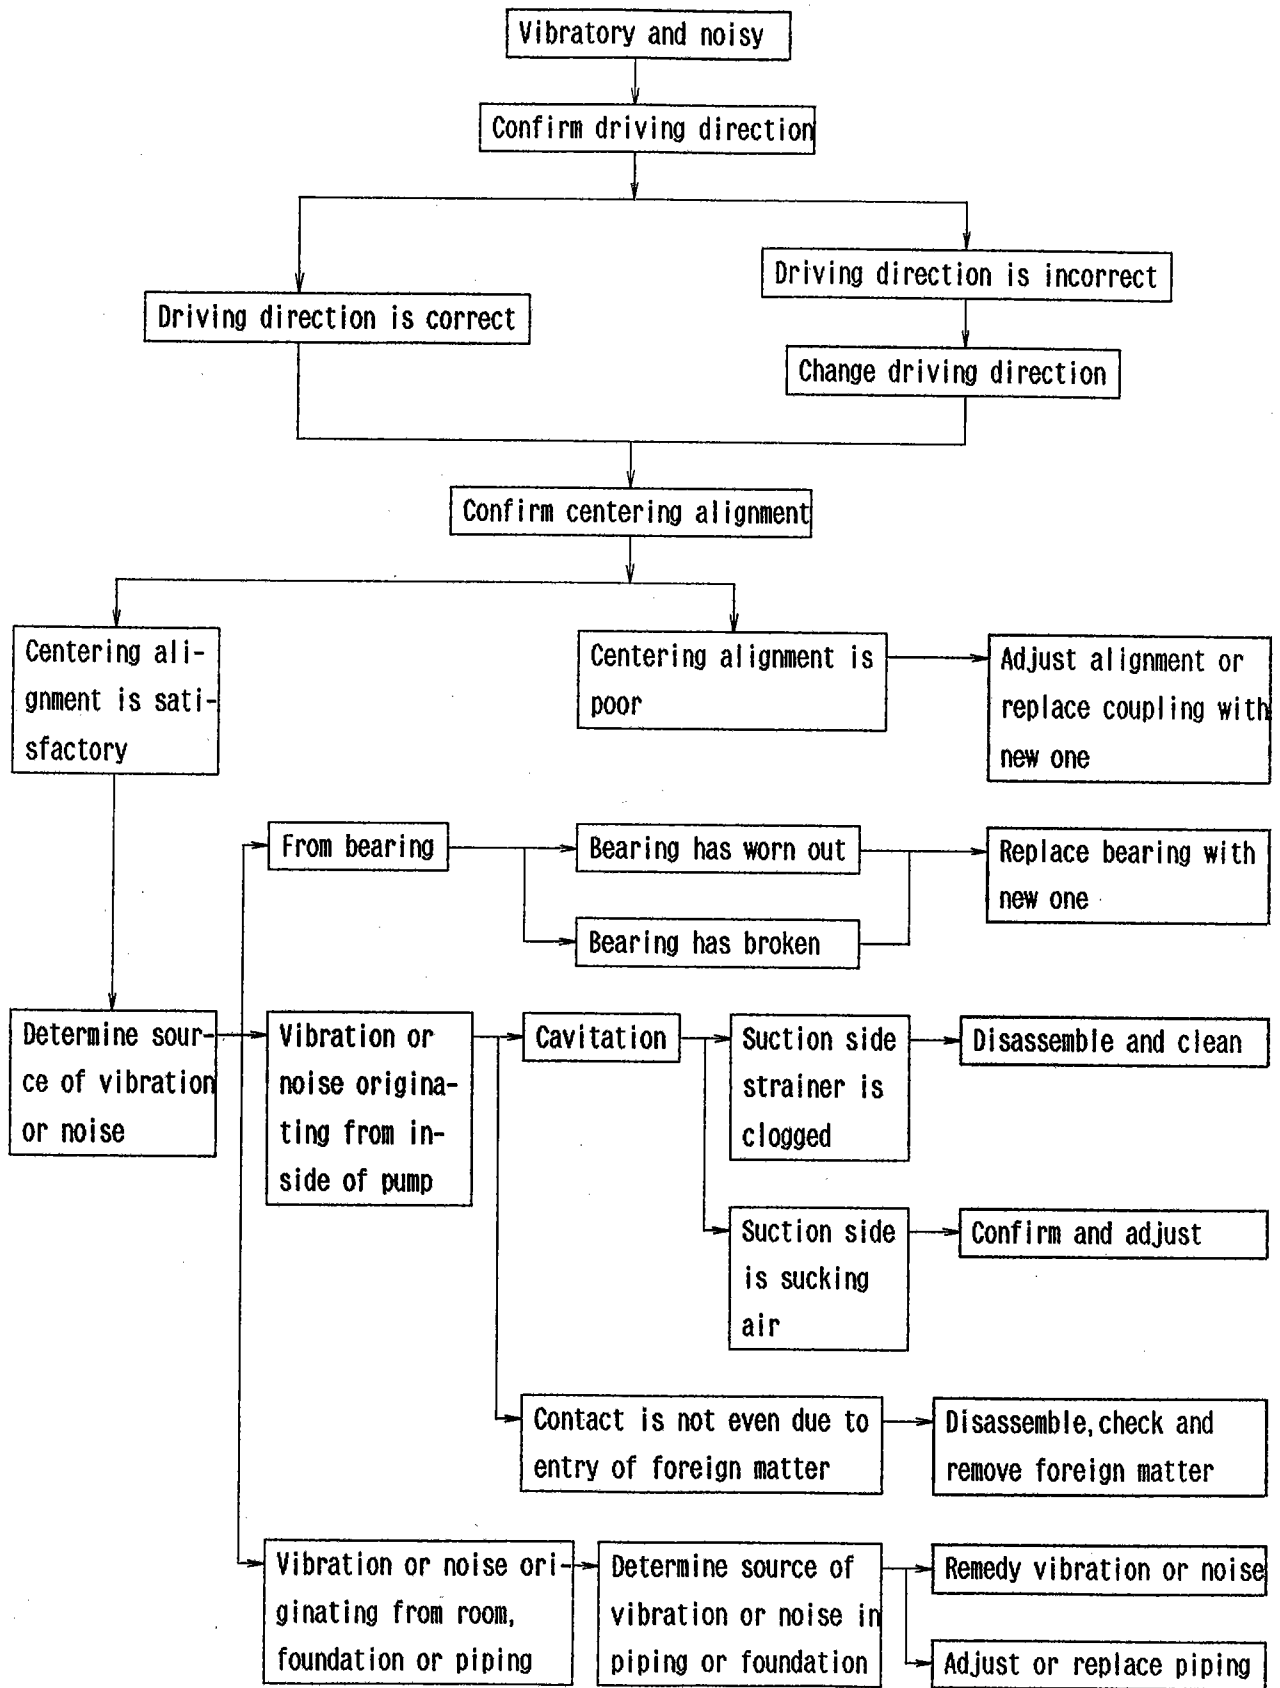 Vibratory and noisy
Confirm driving direction
Driving direction is incorrect
Driving direction is correct
Change driving direction
Confirm centering alignment
Centering ali-
gnment is sati-
sfactory
Centering alignment is
poor
Adjust alignment or
replace coupling with
new one
From bearing
Bearing has worn out
Replace bearing with
new one
Bearing has broken
Determine sour-
ce of vibration
or noise
Vibration or
noise origina-
ting from in-
side of pump
Cavitation
Suction side
strainer is
clogged
Disassemble and clean
Suction side
is sucking
air
Confirm and adjust
Contact is not even due to
entry of foreign matter
Disassemble, check and
remove foreign matter
Vibration or noise ori-
ginating from room,
foundation or piping
Determine source of
vibration or noise in
piping or foundation
Remedy vibration or noise
Adjust or replace piping